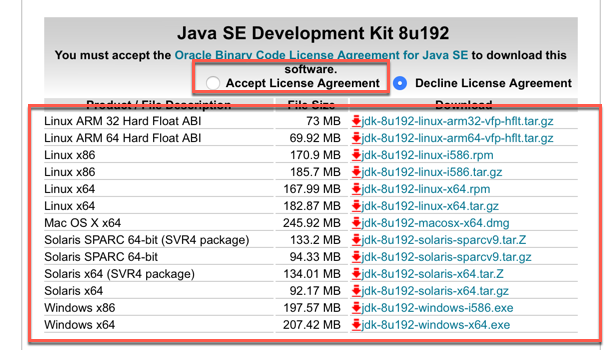 Java SE Development Kit 8u192
You must accept the Oracle Binary Code License Agreement for Java SE to download this
software.
Accept License Agreement Decline License Agreement
Product / File Description File Size Download
Linux ARM 32 Hard Float ABI 73 MB jdk-8u192-linux-arm32-vfp-hflt.tar.gz
Linux ARM 64 Hard Float ABI 69.92 MB jdk-8u192-linux-arm64-vfp-hflt.tar.gz
Linux x86 170.9 MB jdk-8u192-linux-i586.rpm
Linux x86 185.7 MB jdk-8u192-linux-i586.tar.gz
Linux x64 167.99 MB jdk-8u192-linux-x64.rpm
Linux x64 182.87 MB jdk-8u192-linux-x64.tar.gz
Mac OS X x64 245.92 MB jdk-8u192-macosx-x64.dmg
Solaris SPARC 64-bit (SVR4 package) 133.2 MB jdk-8u192-solaris-sparcv9.tar.Z
Solaris SPARC 64-bit 94.33 MB jdk-8u192-solaris-sparcv9.tar.gz
Solaris x64 (SVR4 package) 134.01 MB jdk-8u192-solaris-x64.tar.Z
Solaris x64 92.17 MB jdk-8u192-solaris-x64.tar.gz
Windows x86 197.57 MB jdk-8u192-windows-i586.exe
Windows x64 207.42 MB jdk-8u192-windows-x64.exe